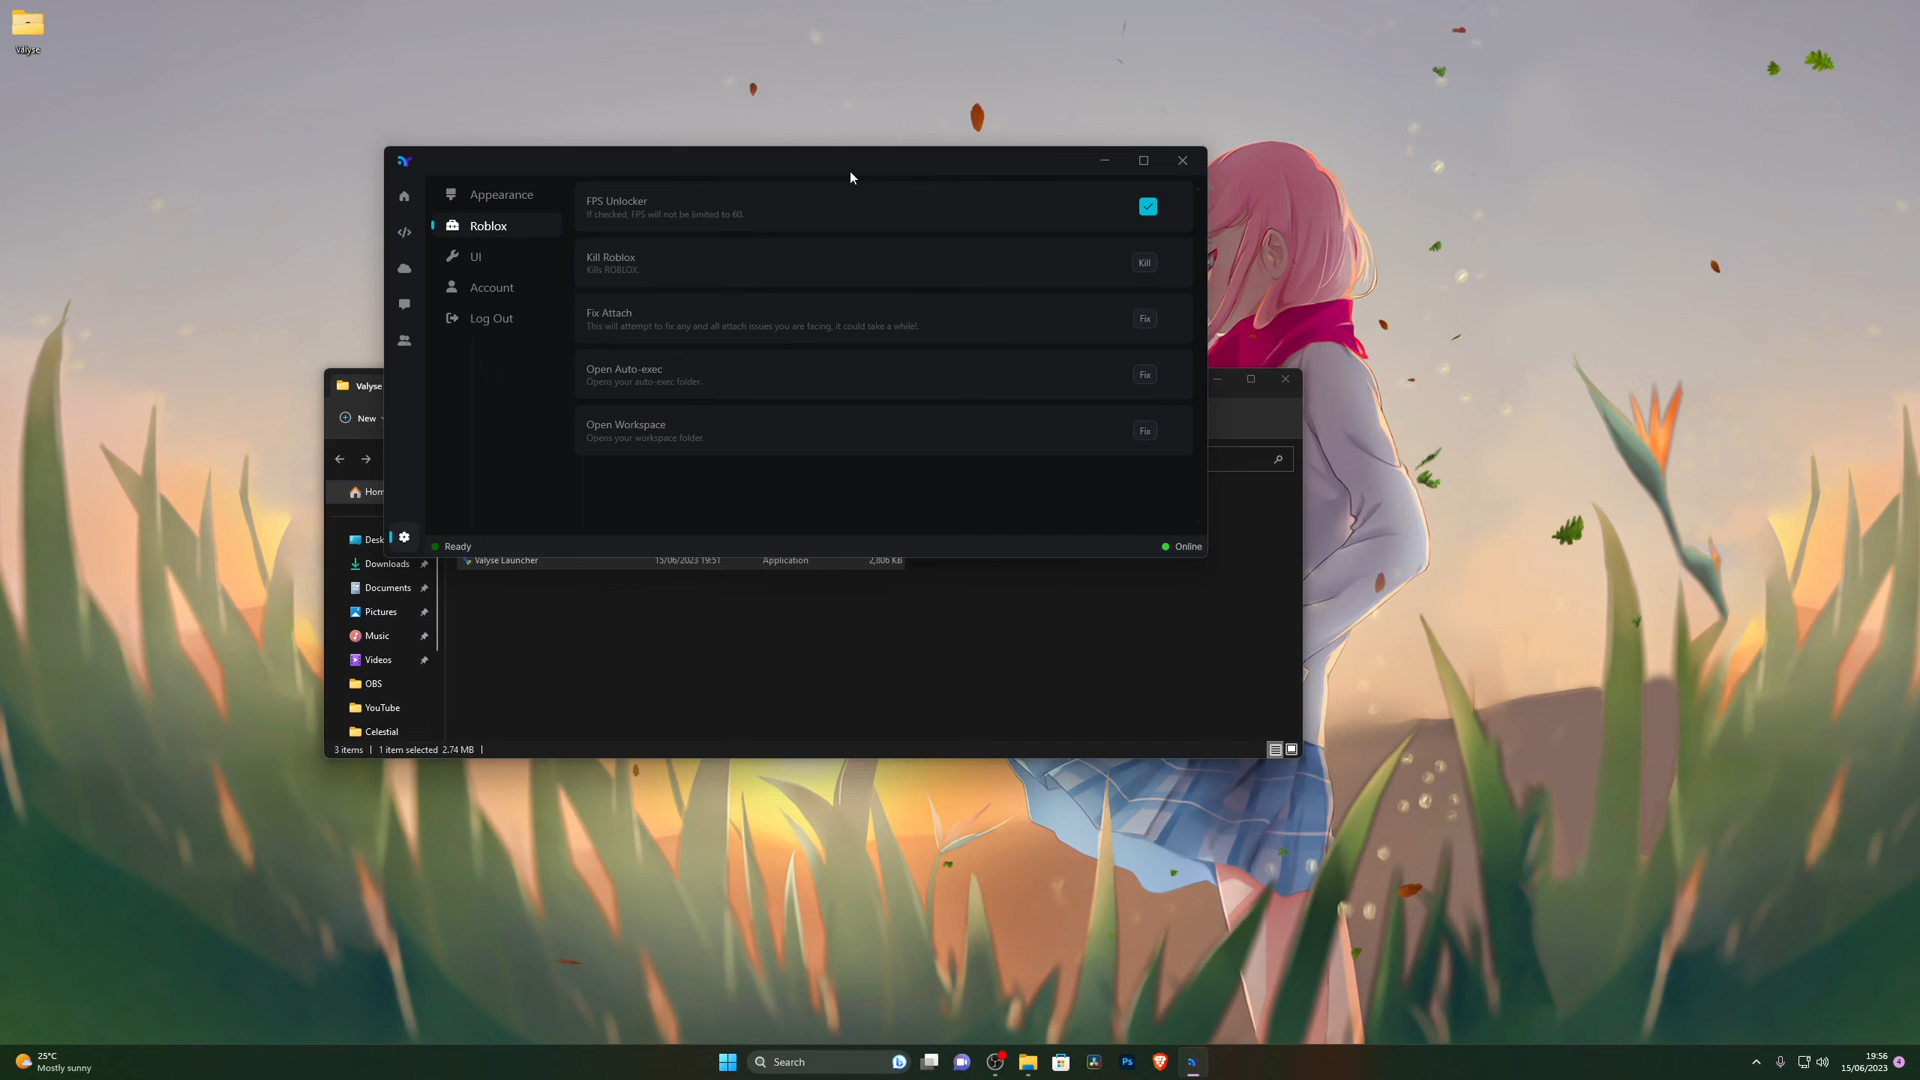 Valyse
Appearance
Roblox
UI
Account
Log Out
FPS Unlocker
If checked, FPS will not be limited to 60.
Kill Roblox
Kills ROBLOX.
Kill
Fix Attach
This will attempt to fix any and all attach issues you are facing, it could take a while!.
Fix
Open Auto-exec
Opens your auto-exec folder.
Fix
Open Workspace
Opens your workspace folder.
Fix
Ready
Online
Valyse
New
Valyse Launcher 15/06/2023 19:51 Application 2,806 KB
Downloads
Documents
Pictures
Music
Videos
OBS
YouTube
Celestial
3 items | 1 item selected 2.74 MB |
25°C
Mostly sunny
Search
Ps
19:56
15/06/2023
4